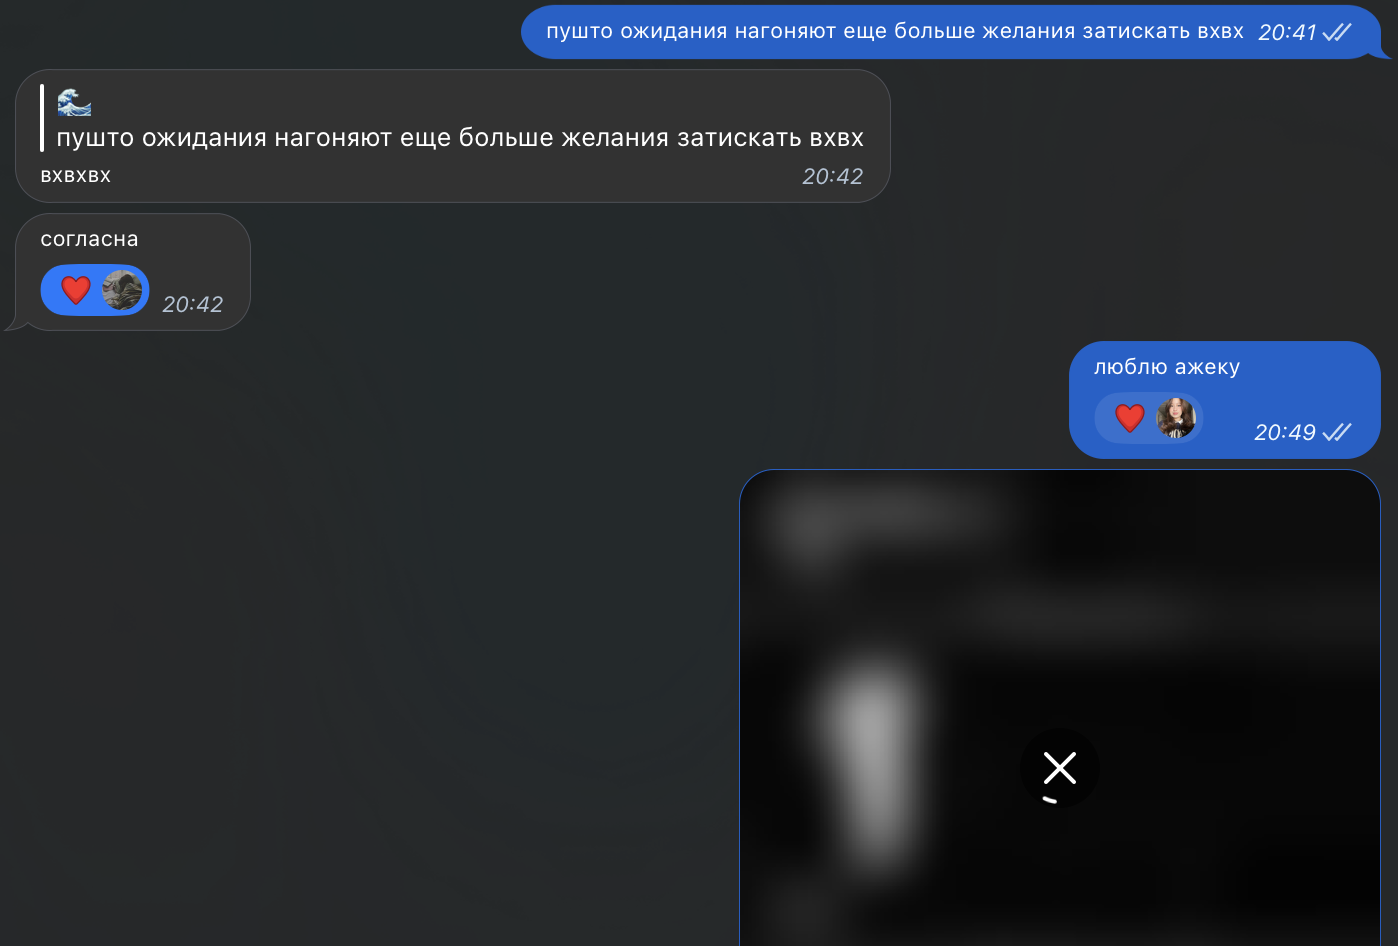 пушто ожидания нагоняют еще больше желания затискать вхвх 20:41
🌊
пушто ожидания нагоняют еще больше желания затискать вхвх
вхвхвх 20:42
согласна
❤️ 20:42
люблю ажеку
❤️ 20:49